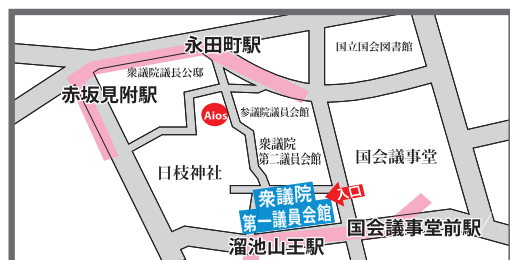 永田町駅
国立国会図書館
衆議院議長公邸
赤坂見附駅
Aios
参議院議員会館
衆議院
第二議員会館
国会議事堂
日枝神社
入口
衆議院
第一議員会館
国会議事堂前駅
溜池山王駅